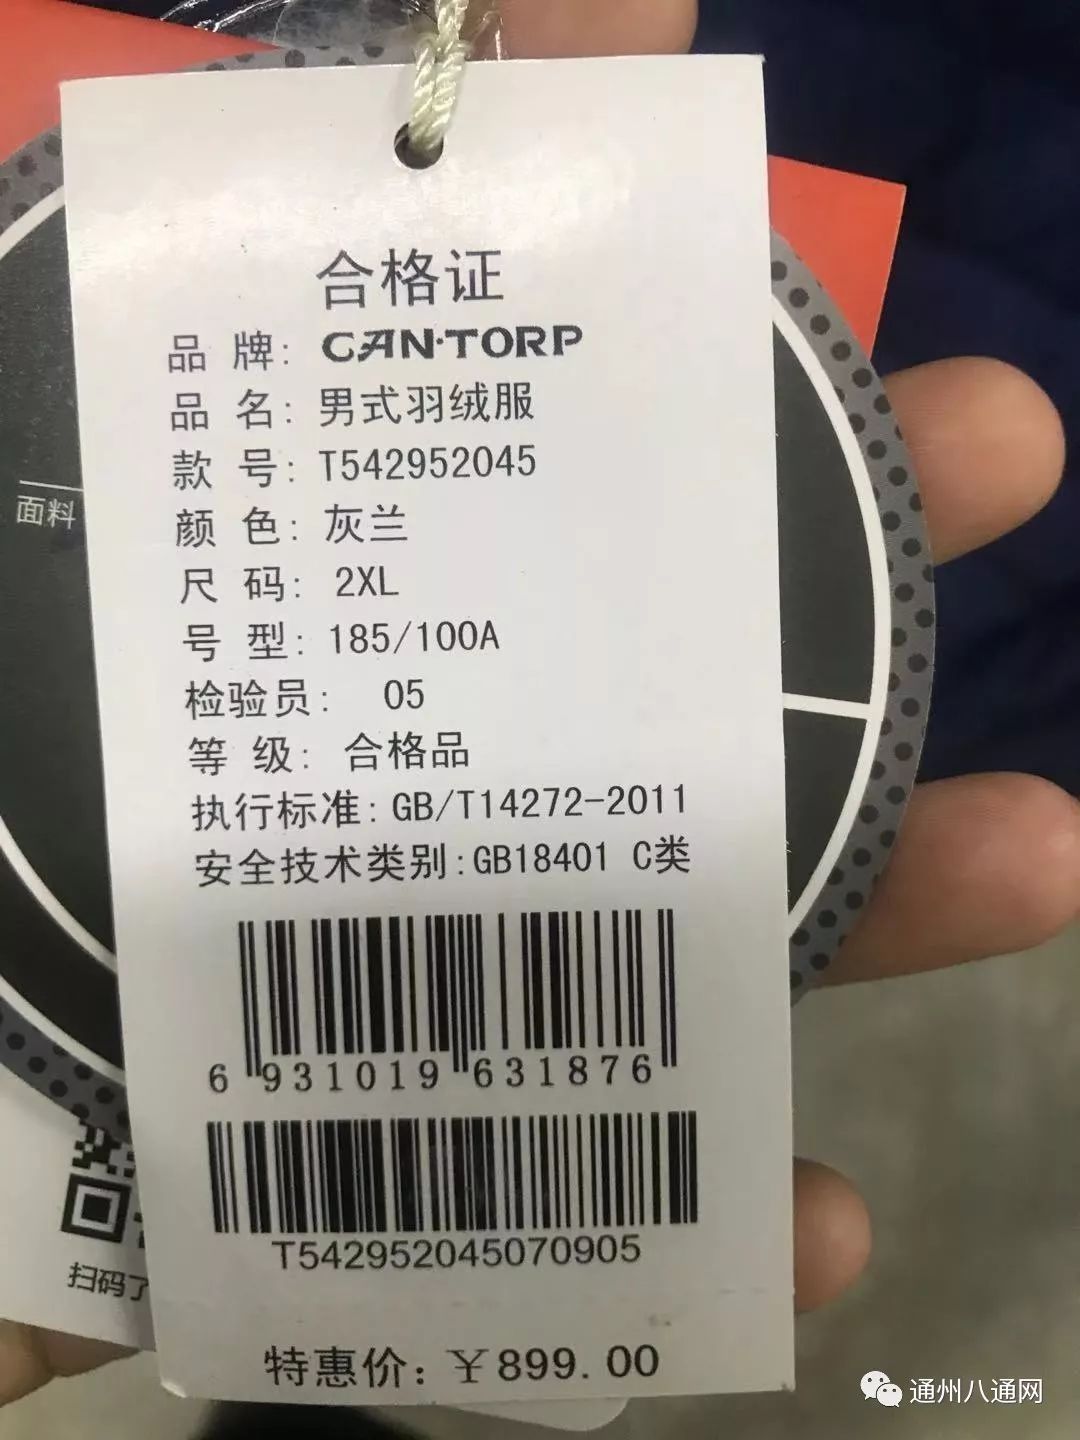 合格证
品 牌: CAN·TORP
品 名: 男式羽绒服
款 号: T542952045
颜 色: 灰兰
尺 码: 2XL
号 型: 185/100A
检验员: 05
等 级: 合格品
执行标准: GB/T14272-2011
安全技术类别:GB18401 C类
6 931019 631876
T542952045070905
特惠价: ¥899.00
面料
扫码了
通州八通网